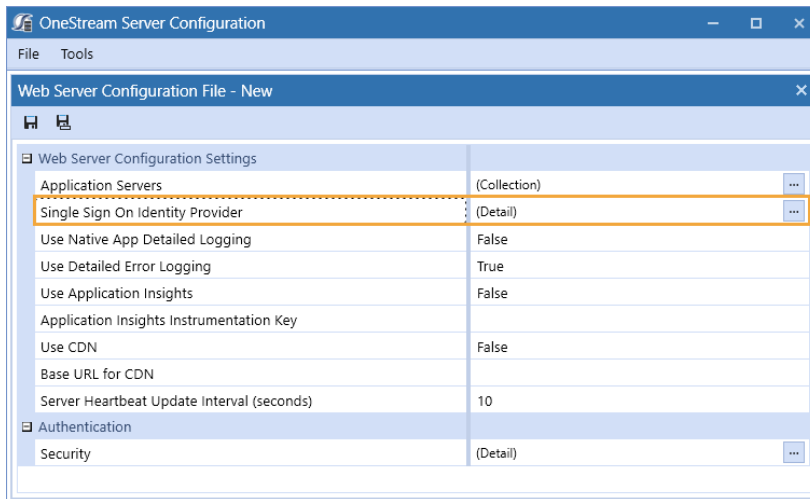 OneStream Server Configuration
File Tools
Web Server Configuration File - New
Web Server Configuration Settings
Application Servers (Collection) ...
Single Sign On Identity Provider (Detail) ...
Use Native App Detailed Logging False
Use Detailed Error Logging True
Use Application Insights False
Application Insights Instrumentation Key
Use CDN False
Base URL for CDN
Server Heartbeat Update Interval (seconds) 10
Authentication
Security (Detail) ...